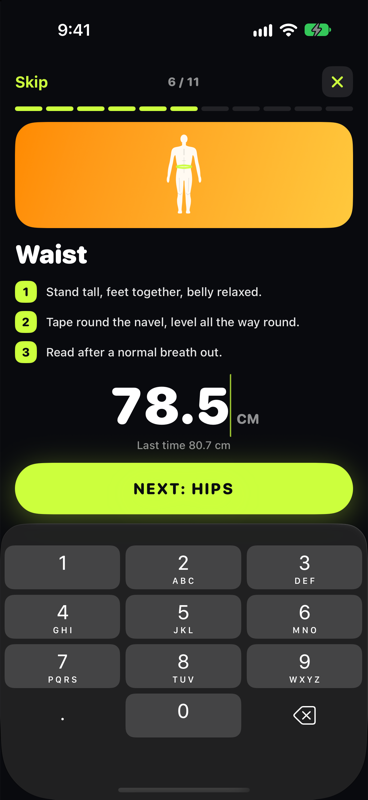 9:41
Skip
6 / 11
Waist
1 Stand tall, feet together, belly relaxed.
2 Tape round the navel, level all the way round.
3 Read after a normal breath out.
78.5 CM
Last time 80.7 cm
NEXT: HIPS
1
2
ABC
3
DEF
4
GHI
5
JKL
6
MNO
7
PQRS
8
TUV
9
WXYZ
.
0